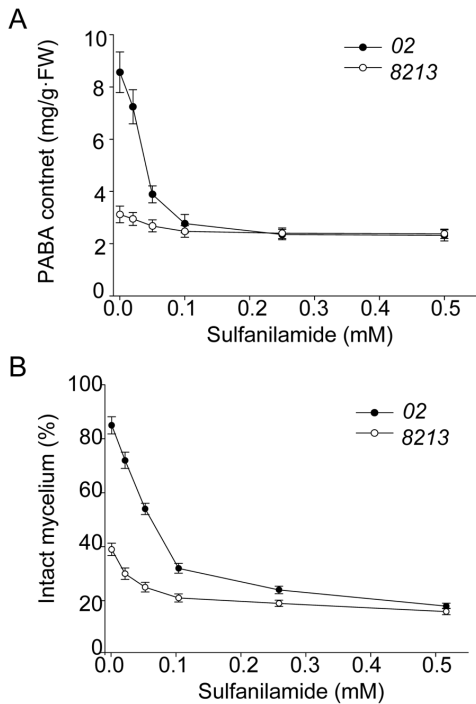 A
PABA contnet (mg/g·FW)
10
8
6
4
2
0
02
8213
0.0 0.1 0.2 0.3 0.4 0.5
Sulfanilamide (mM)
B
Intact mycelium (%)
100
80
60
40
20
0
02
8213
0.0 0.1 0.2 0.3 0.4 0.5
Sulfanilamide (mM)